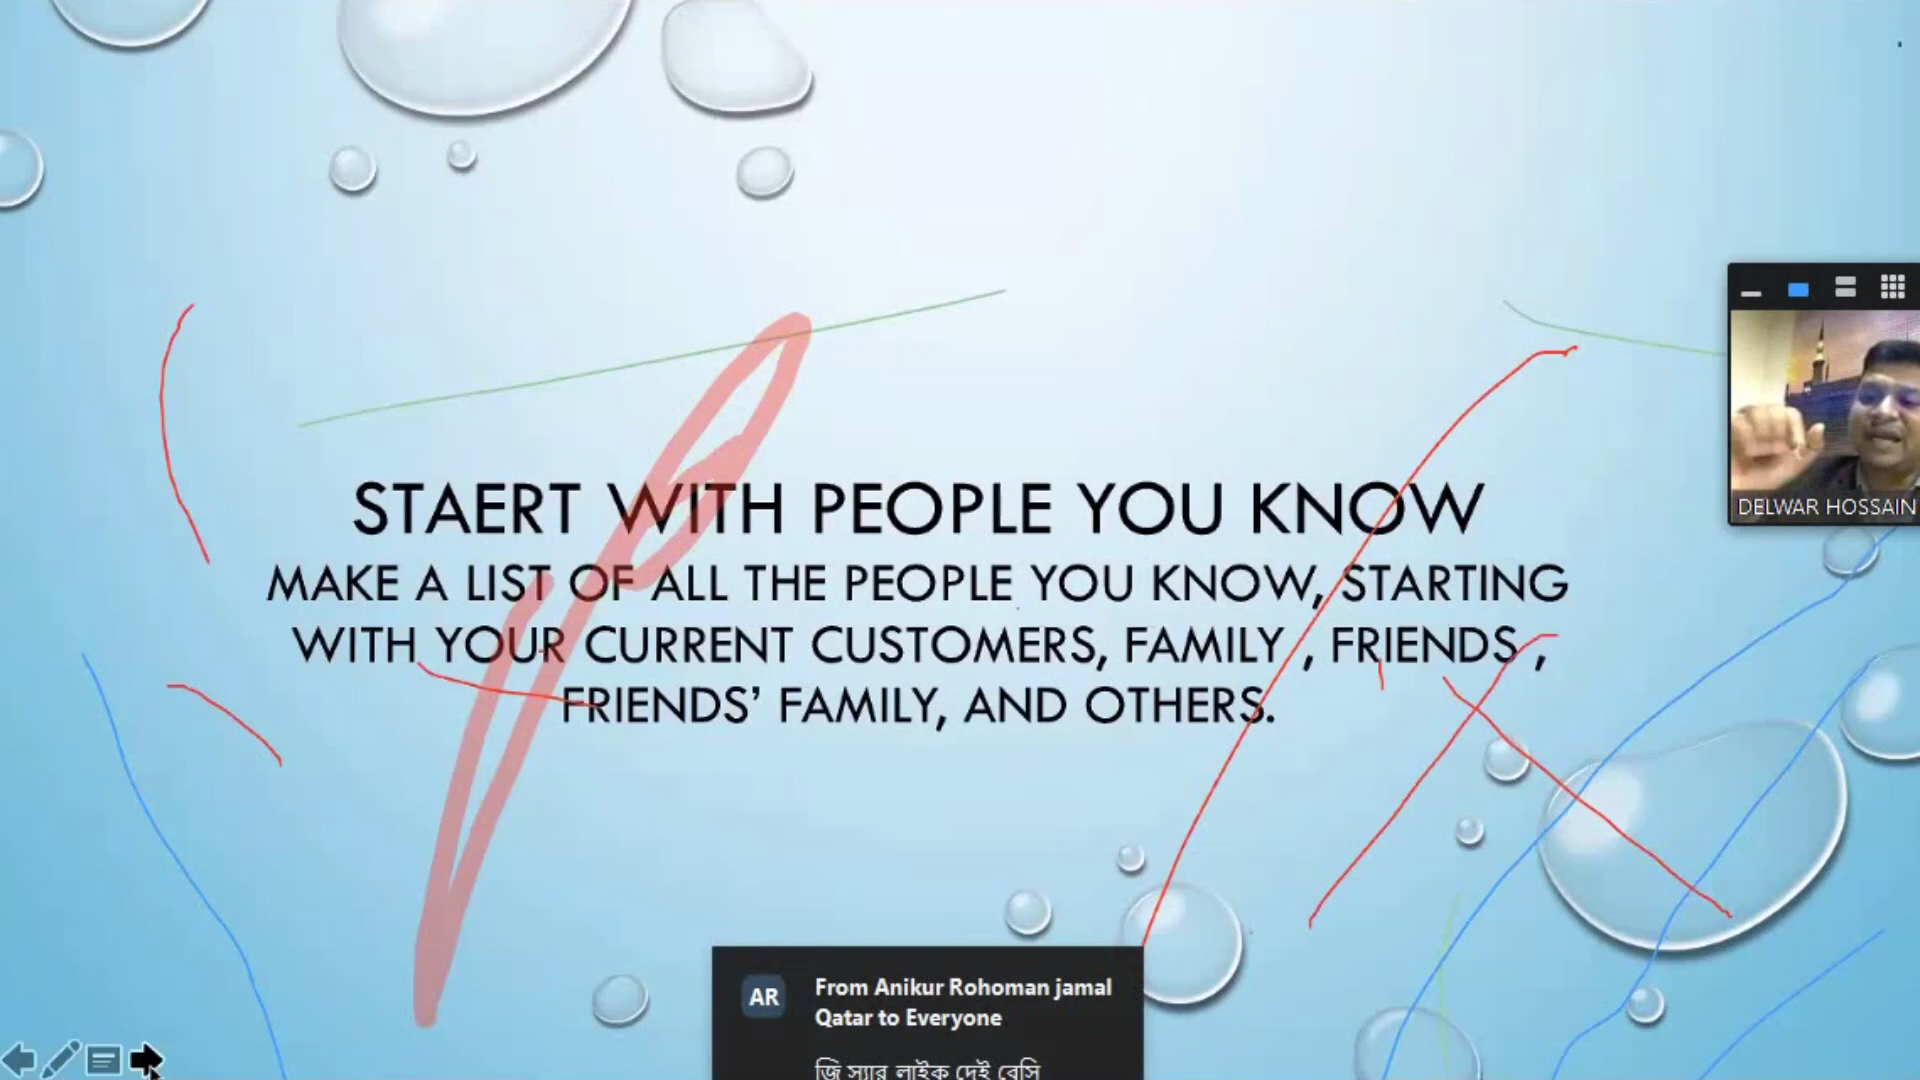 STAERT WITH PEOPLE YOU KNOW
MAKE A LIST OF ALL THE PEOPLE YOU KNOW, STARTING
WITH YOUR CURRENT CUSTOMERS, FAMILY , FRIENDS ,
FRIENDS’ FAMILY, AND OTHERS.
DELWAR HOSSAIN
AR
From Anikur Rohoman jamal
Qatar to Everyone
জি স্যার লাইক দেই বেসি